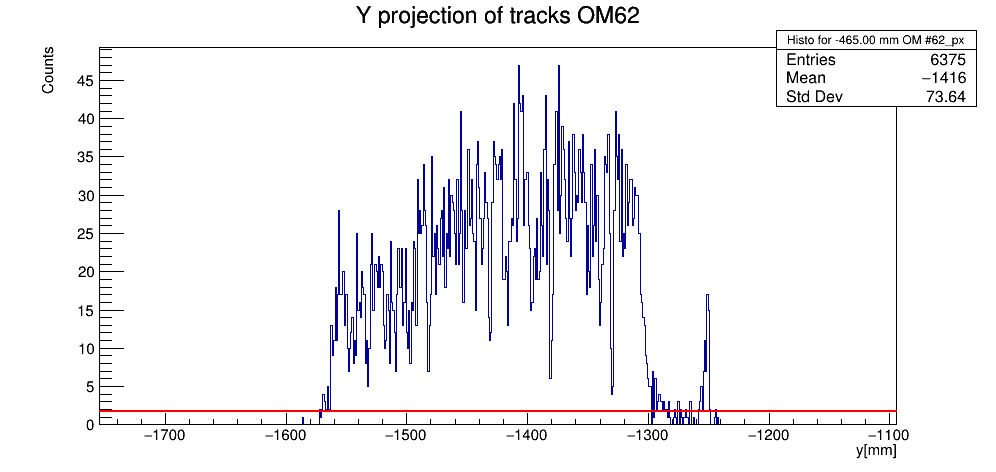 Y projection of tracks OM62
Histo for -465.00 mm OM #62_px
Entries 6375
Mean −1416
Std Dev 73.64
Counts
45
40
35
30
25
20
15
10
5
0
−1700 −1600 −1500 −1400 −1300 −1200 −1100
y[mm]